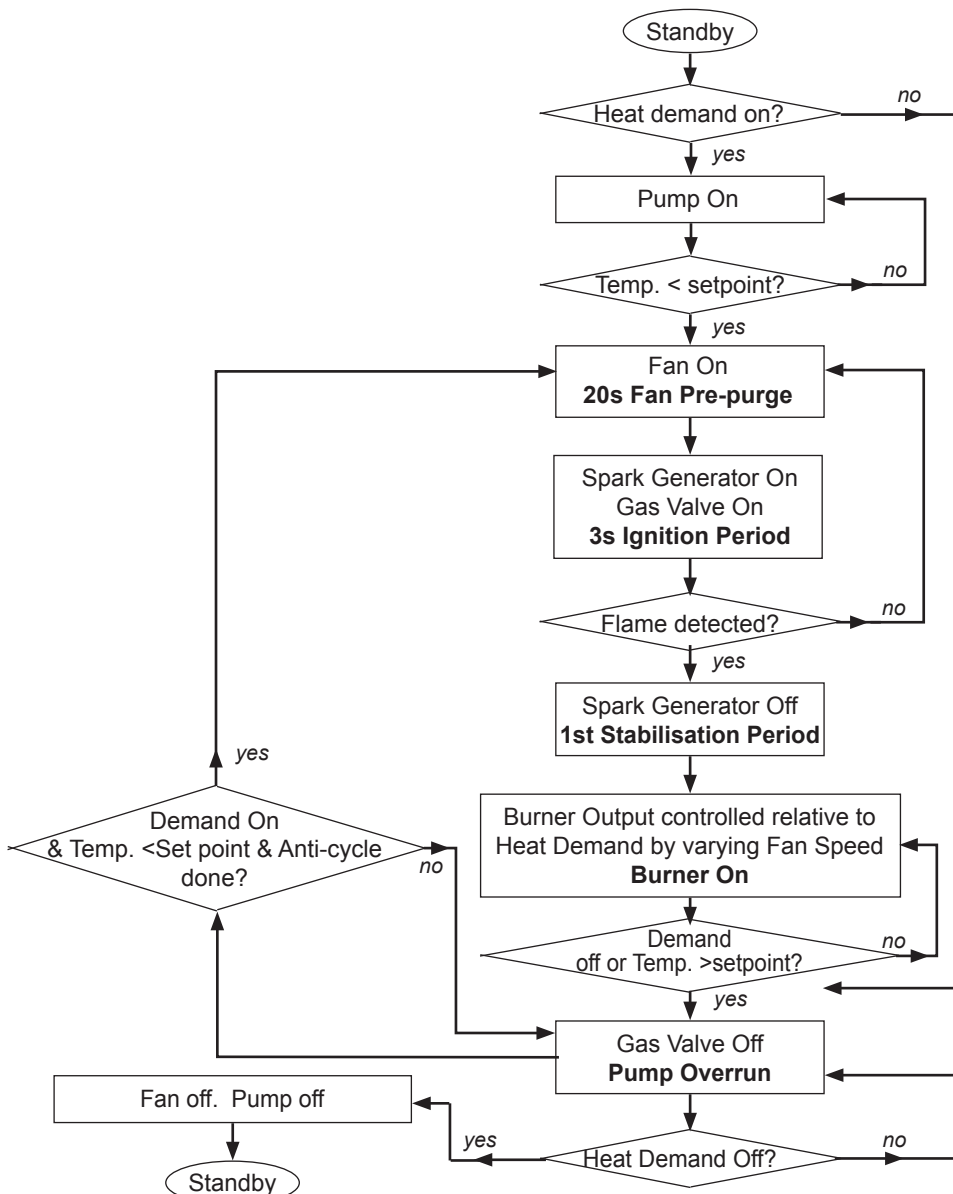 Standby
Heat demand on?
no
yes
Pump On
Temp. < setpoint?
no
yes
Fan On
20s Fan Pre-purge
Spark Generator On
Gas Valve On
3s Ignition Period
Flame detected?
no
yes
Spark Generator Off
1st Stabilisation Period
Burner Output controlled relative to
Heat Demand by varying Fan Speed
Burner On
Demand
off or Temp. >setpoint?
no
yes
Gas Valve Off
Pump Overrun
Demand On
& Temp. <Set point & Anti-cycle
done?
yes
no
Heat Demand Off?
no
yes
Fan off. Pump off
Standby